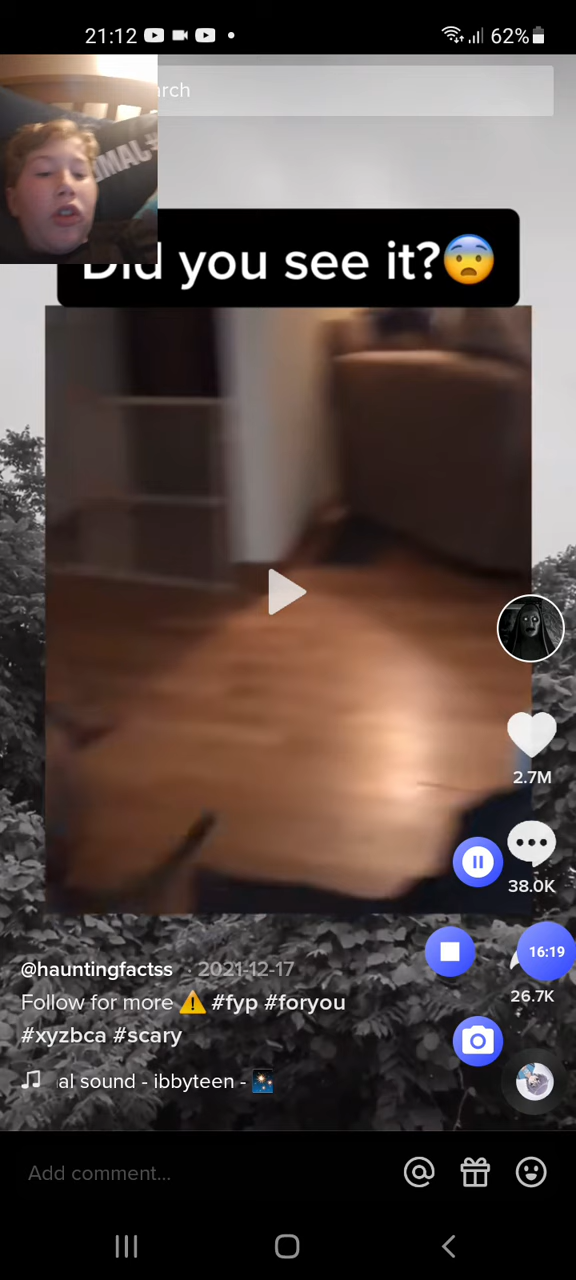 21:12
62%
rch
Did you see it?😨
2.7M
38.0K
16:19
26.7K
@hauntingfactss · 2021-12-17
Follow for more ⚠️ #fyp #foryou
#xyzbca #scary
al sound - ibbyteen - 🎇
Add comment...